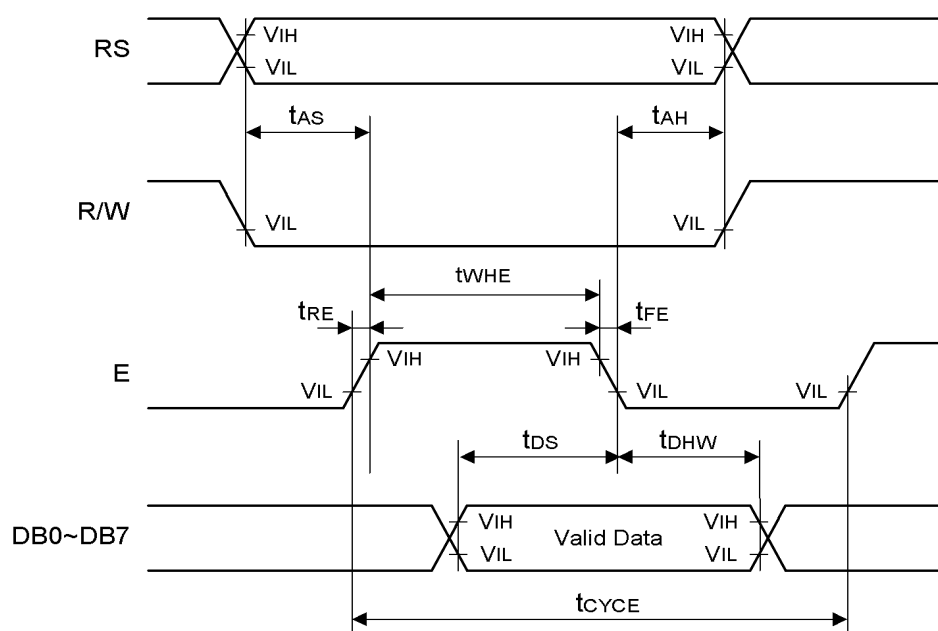 RS
VIH
VIL
VIH
VIL
tAS
tAH
R/W
VIL
VIL
tWHE
tRE
tFE
E
VIH
VIH
VIL
VIL
VIL
tDS
tDHW
DB0~DB7
VIH
VIL
Valid Data
VIH
VIL
tCYCE